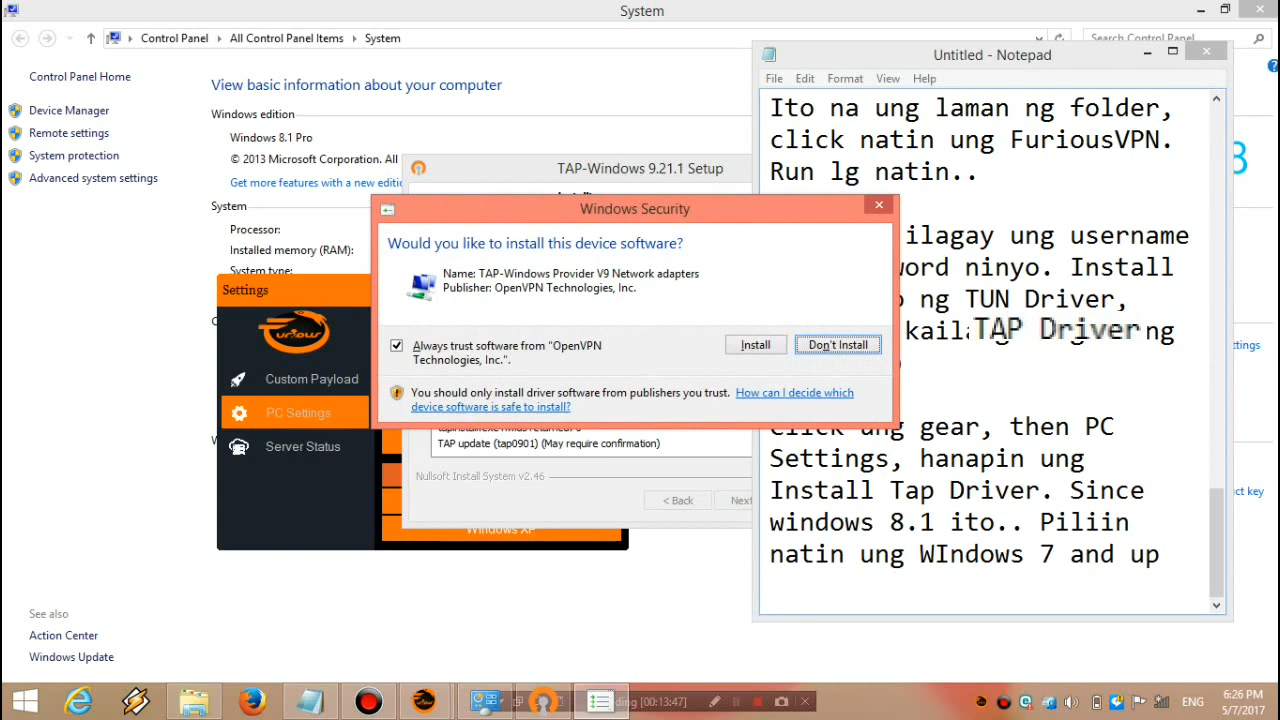 System
Control Panel
All Control Panel Items
System
Search Control Panel
Control Panel Home
Device Manager
Remote settings
System protection
Advanced system settings
View basic information about your computer
Windows edition
Windows 8.1 Pro
© 2013 Microsoft Corporation. All
Get more features with a new
System
Processor:
Installed memory (RAM):
System type:
Settings
Furious
Custom Payload
PC Settings
Server Status
Windows XP
TAP-Windows 9.21.1 Setup
Windows Security
Would you like to install this device software?
Name: TAP-Windows Provider V9 Network adapters
Publisher: OpenVPN Technologies, Inc.
Always trust software from "OpenVPN
Technologies, Inc.".
Install
Don't Install
You should only install driver software from publishers you trust. How can I decide which
device software is safe to install?
TAP update (tap0901) (May require confirmation)
Nullsoft Install System v2.46
< Back
Next
Untitled - Notepad
File
Edit
Format
View
Help
Ito na ung laman ng folder,
click natin ung FuriousVPN.
Run lg natin..
ilagay ung username
word ninyo. Install
ng TUN Driver,
TAP Driver ng
Click ung gear, then PC
Settings, hanapin ung
Install Tap Driver. Since
windows 8.1 ito.. Piliin
natin ung WIndows 7 and up
8
ettings
ct key
See also
Action Center
Windows Update
[00:13:47]
ENG
6:26 PM
5/7/2017